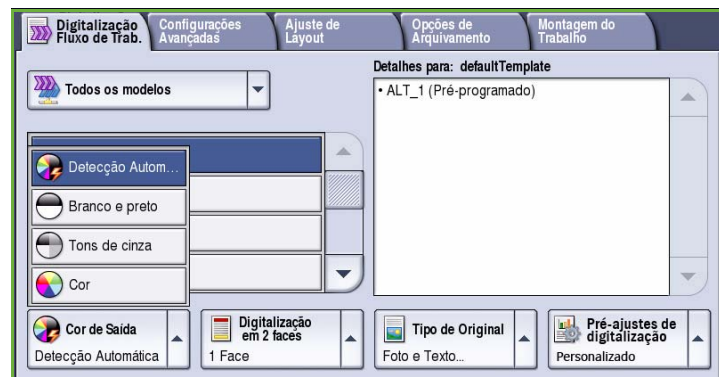 Digitalização
Fluxo de Trab.
Configurações
Avançadas
Ajuste de
Layout
Opções de
Arquivamento
Montagem do
Trabalho
Todos os modelos
Detalhes para: defaultTemplate
• ALT_1 (Pré-programado)
Detecção Autom...
Branco e preto
Tons de cinza
Cor
Cor de Saída
Detecção Automática
Digitalização
em 2 faces
1 Face
Tipo de Original
Foto e Texto...
Pré-ajustes de
digitalização
Personalizado